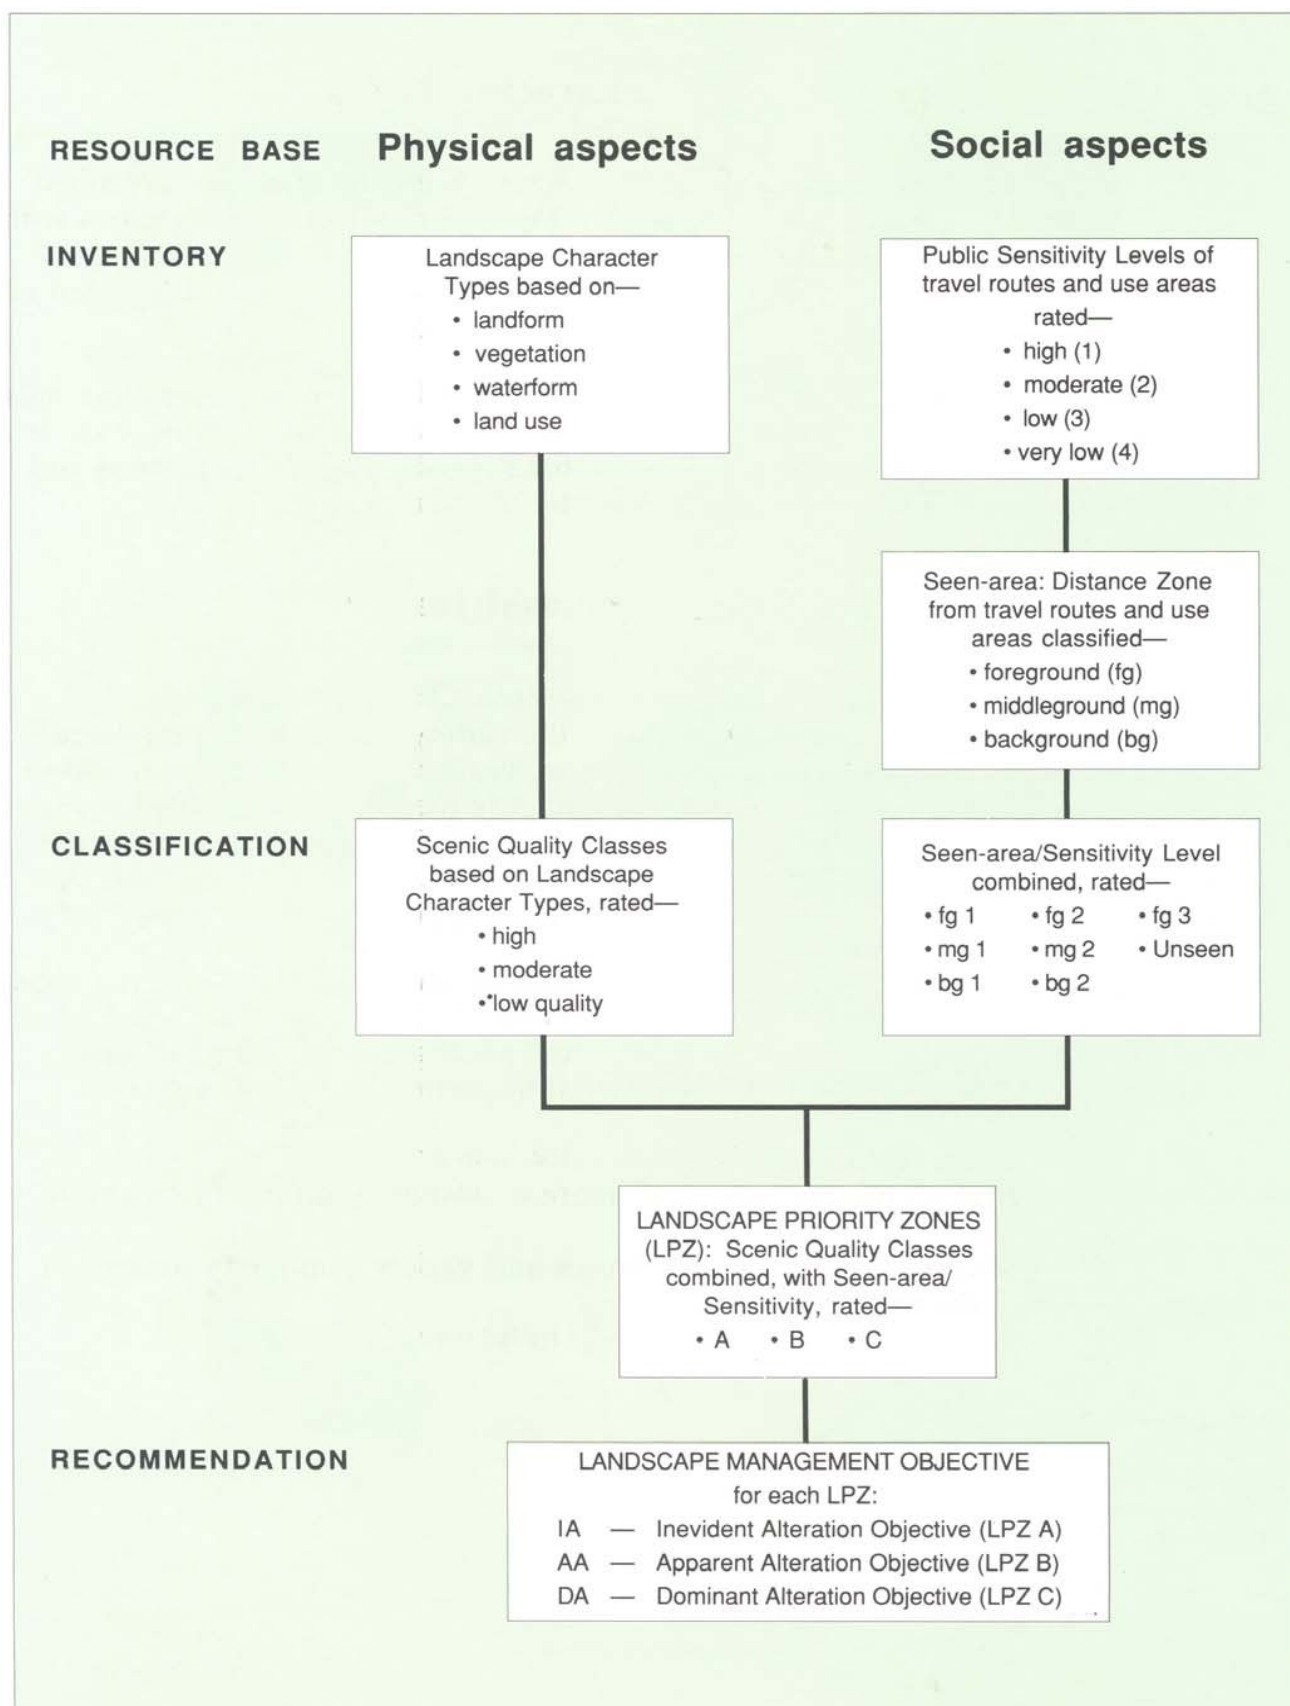 RESOURCE BASE Physical aspects Social aspects
INVENTORY
Landscape Character
Types based on—
• landform
• vegetation
• waterform
• land use
Public Sensitivity Levels of
travel routes and use areas
rated—
• high (1)
• moderate (2)
• low (3)
• very low (4)
Seen-area: Distance Zone
from travel routes and use
areas classified—
• foreground (fg)
• middleground (mg)
• background (bg)
CLASSIFICATION
Scenic Quality Classes
based on Landscape
Character Types, rated—
• high
• moderate
• low quality
Seen-area/Sensitivity Level
combined, rated—
• fg 1 • fg 2 • fg 3
• mg 1 • mg 2 • Unseen
• bg 1 • bg 2
LANDSCAPE PRIORITY ZONES
(LPZ): Scenic Quality Classes
combined, with Seen-area/
Sensitivity, rated—
• A • B • C
RECOMMENDATION
LANDSCAPE MANAGEMENT OBJECTIVE
for each LPZ:
IA — Inevident Alteration Objective (LPZ A)
AA — Apparent Alteration Objective (LPZ B)
DA — Dominant Alteration Objective (LPZ C)